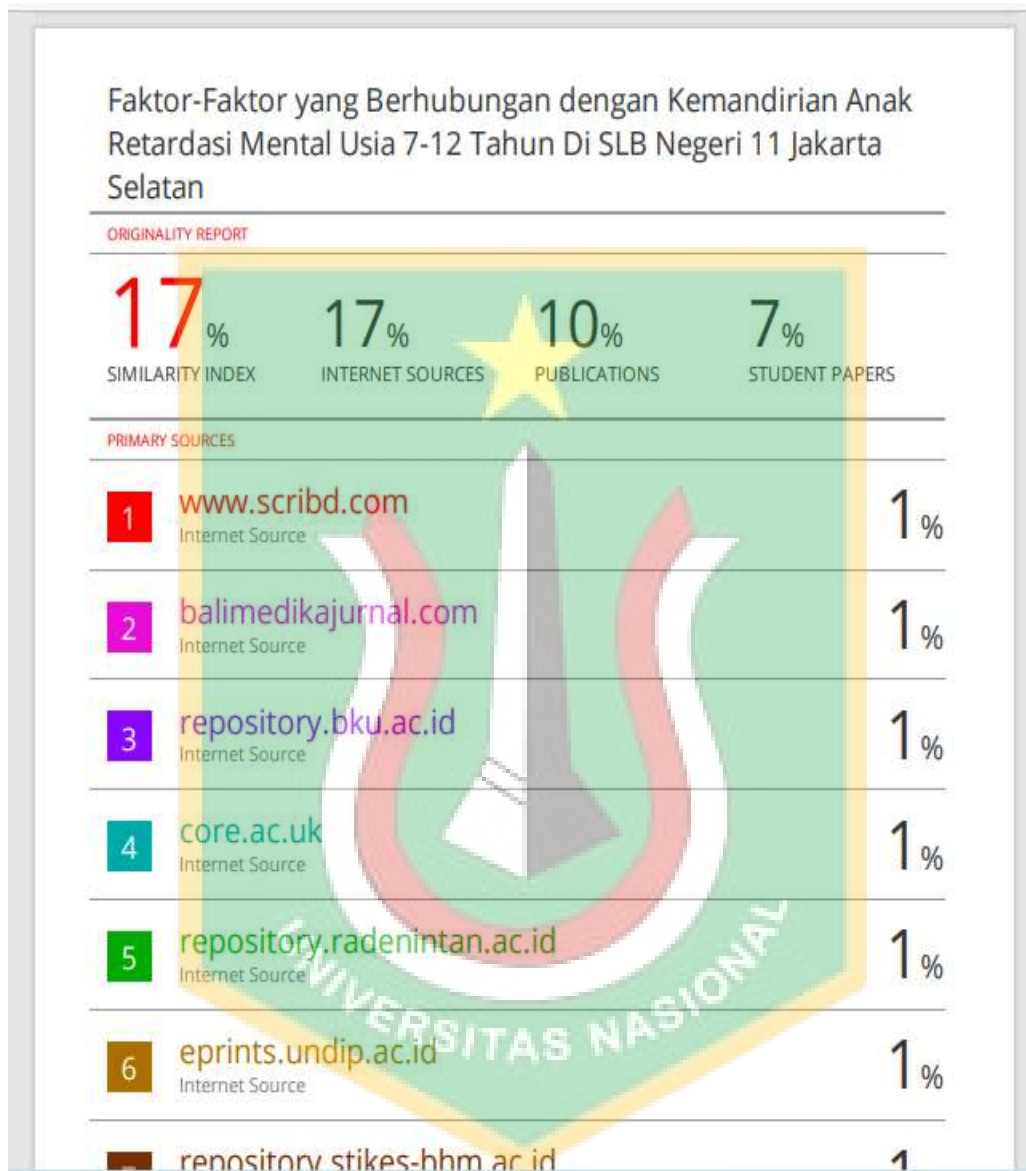 Faktor-Faktor yang Berhubungan dengan Kemandirian Anak
Retardasi Mental Usia 7-12 Tahun Di SLB Negeri 11 Jakarta
Selatan
ORIGINALITY REPORT
17% 17% 10% 7%
SIMILARITY INDEX INTERNET SOURCES PUBLICATIONS STUDENT PAPERS
PRIMARY SOURCES
1 www.scribd.com 1%
Internet Source
2 balimedikajurnal.com 1%
Internet Source
3 repository.bku.ac.id 1%
Internet Source
4 core.ac.uk 1%
Internet Source
5 repository.radenintan.ac.id 1%
Internet Source
6 eprints.undip.ac.id 1%
Internet Source
repository.stikes-bhm.ac.id
UNIVERSITAS NASIONAL